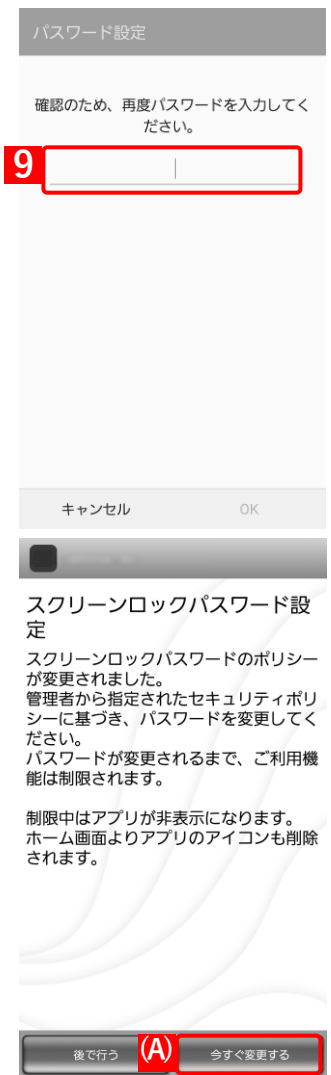 パスワード設定
確認のため、再度パスワードを入力してく
ださい。
9
キャンセル OK
スクリーンロックパスワード設
定
スクリーンロックパスワードのポリシー
が変更されました。
管理者から指定されたセキュリティポリ
シーに基づき、パスワードを変更してく
ださい。
パスワードが変更されるまで、ご利用機
能は制限されます。
制限中はアプリが非表示になります。
ホーム画面よりアプリのアイコンも削除
されます。
後で行う (A) 今すぐ変更する